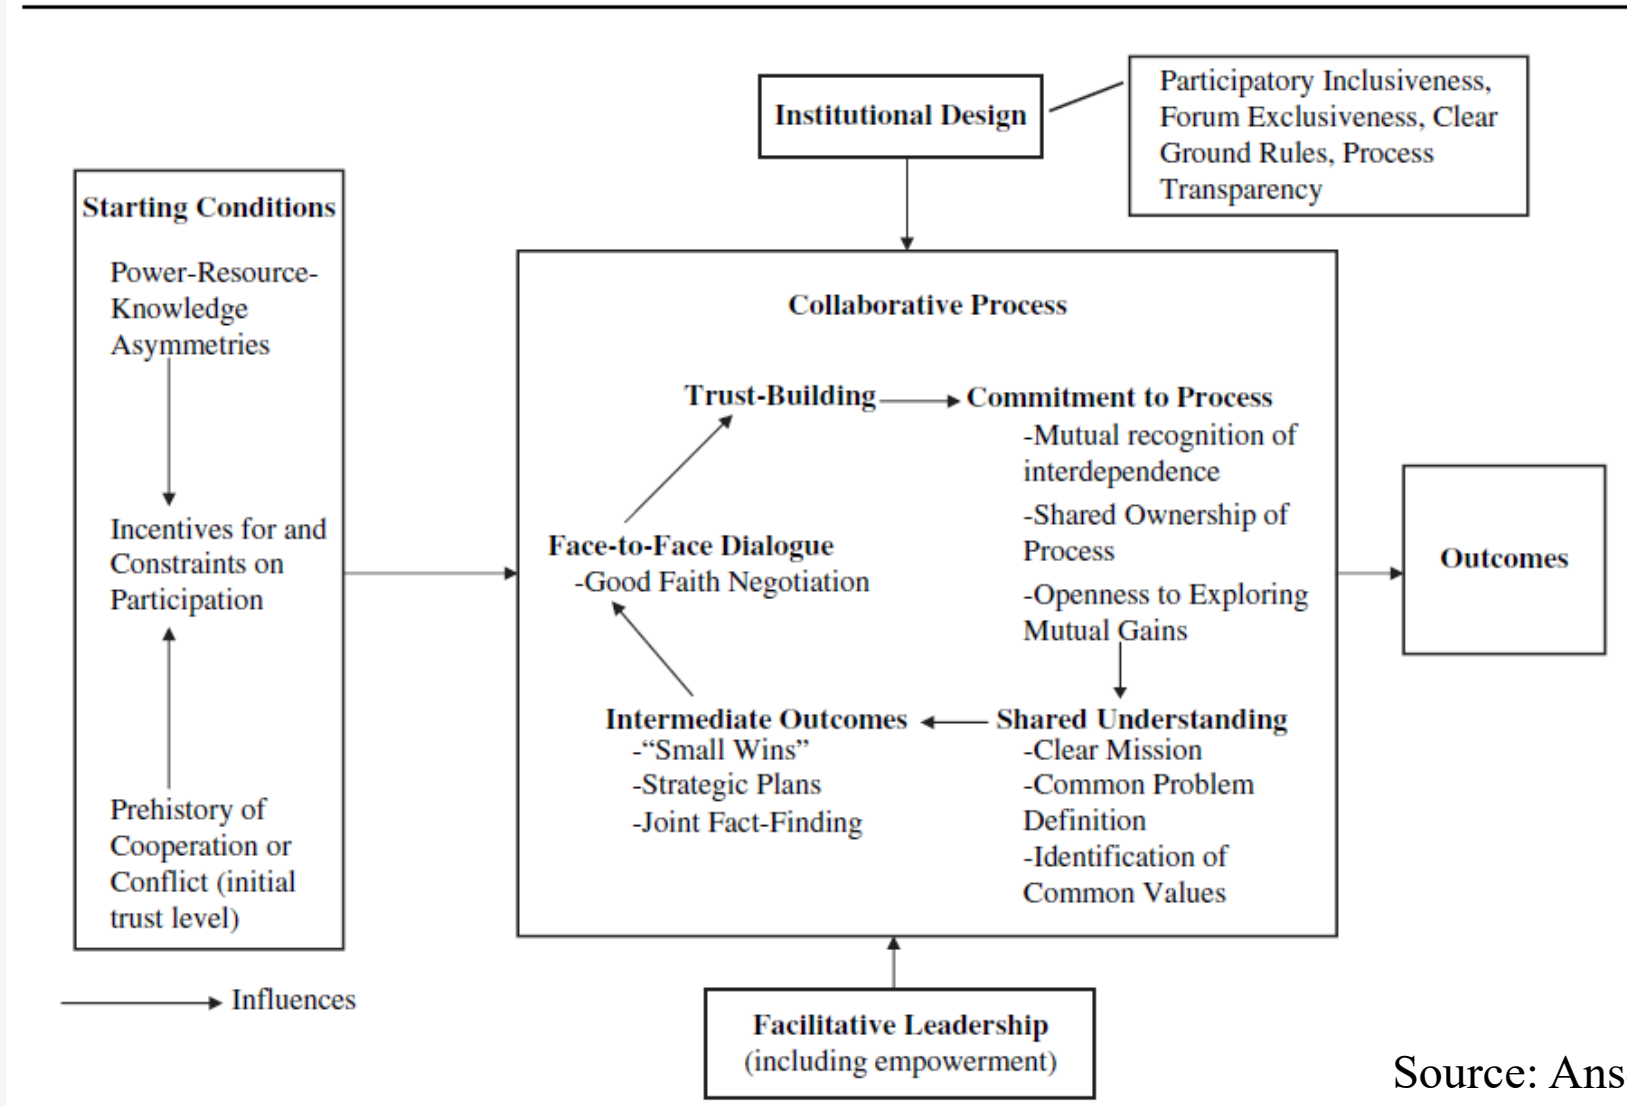 Institutional Design
Participatory Inclusiveness,
Forum Exclusiveness, Clear
Ground Rules, Process
Transparency
Starting Conditions
Power-Resource-
Knowledge
Asymmetries
Incentives for and
Constraints on
Participation
Prehistory of
Cooperation or
Conflict (initial
trust level)
Influences
Collaborative Process
Trust-Building
Commitment to Process
-Mutual recognition of
interdependence
-Shared Ownership of
Process
-Openness to Exploring
Mutual Gains
Face-to-Face Dialogue
-Good Faith Negotiation
Intermediate Outcomes
-“Small Wins”
-Strategic Plans
-Joint Fact-Finding
Shared Understanding
-Clear Mission
-Common Problem
Definition
-Identification of
Common Values
Outcomes
Facilitative Leadership
(including empowerment)
Source: Ans